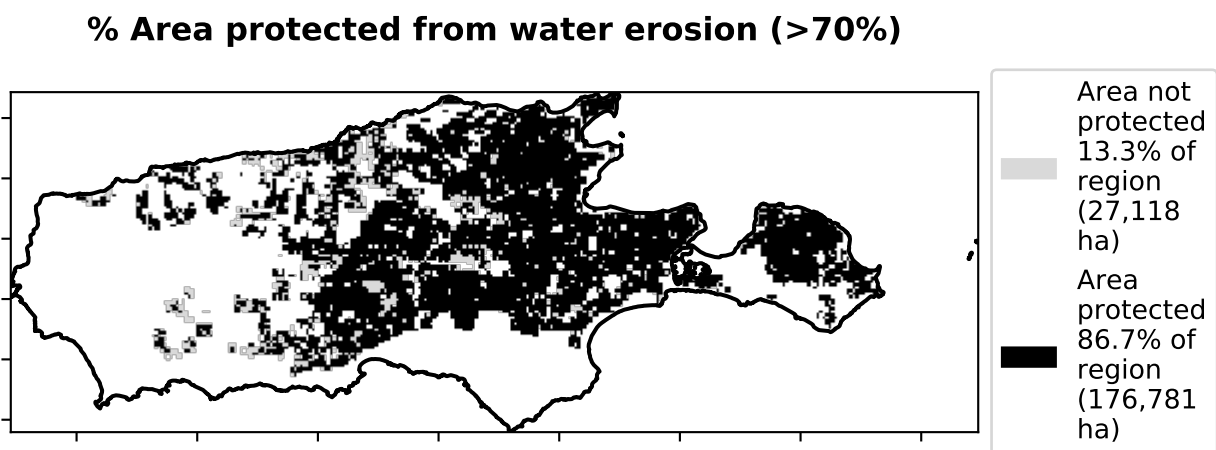 % Area protected from water erosion (>70%)
Area not
protected
13.3% of
region
(27,118
ha)
Area
protected
86.7% of
region
(176,781
ha)